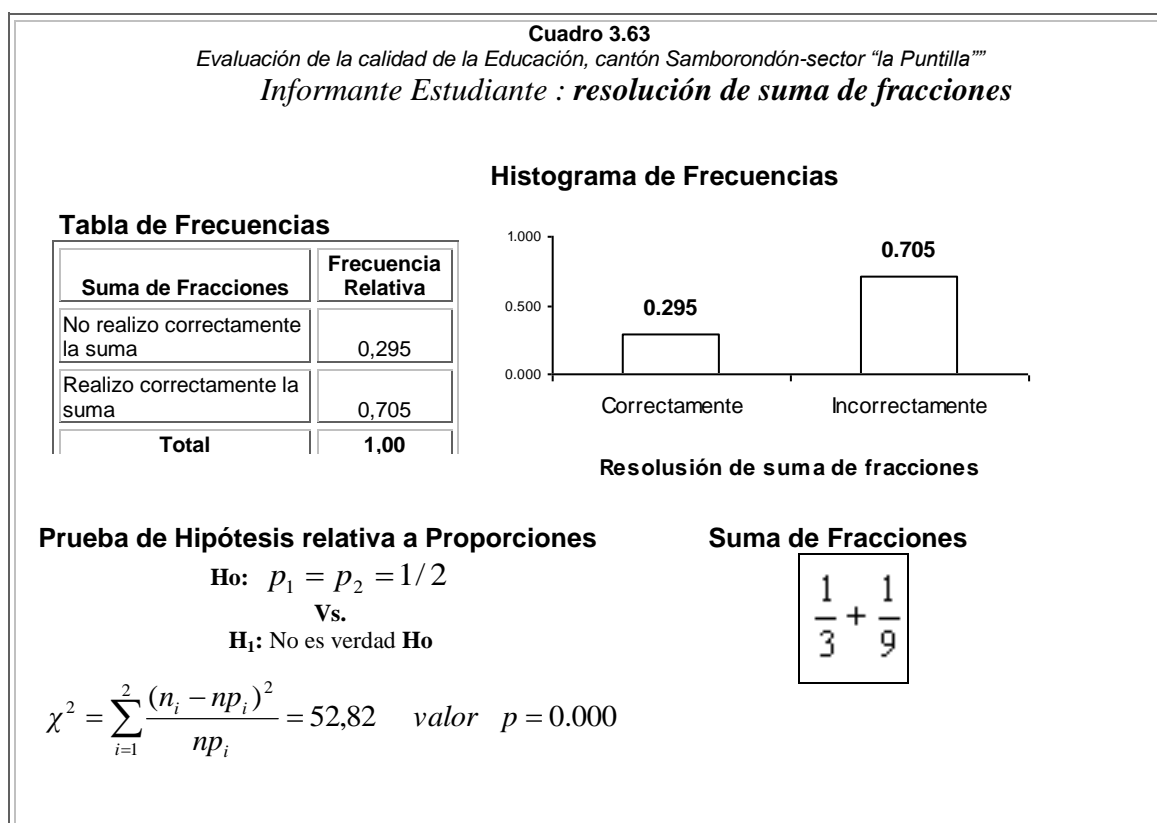 Cuadro 3.63
Evaluación de la calidad de la Educación, cantón Samborondón-sector “la Puntilla””
Informante Estudiante : resolución de suma de fracciones
Histograma de Frecuencias
Tabla de Frecuencias
Suma de Fracciones
Frecuencia
Relativa
No realizo correctamente
la suma
0,295
Realizo correctamente la
suma
0,705
Total
1,00
1.000
0.500
0.000
0.295
0.705
Correctamente
Incorrectamente
Resolusión de suma de fracciones
Prueba de Hipótesis relativa a Proporciones
Ho: p₁ = p₂ = 1/2
Vs.
H₁: No es verdad Ho
χ² = ∑_{i=1}^{2} (n_i − np_i)² / np_i = 52,82 valor p = 0.000
Suma de Fracciones
1/3 + 1/9